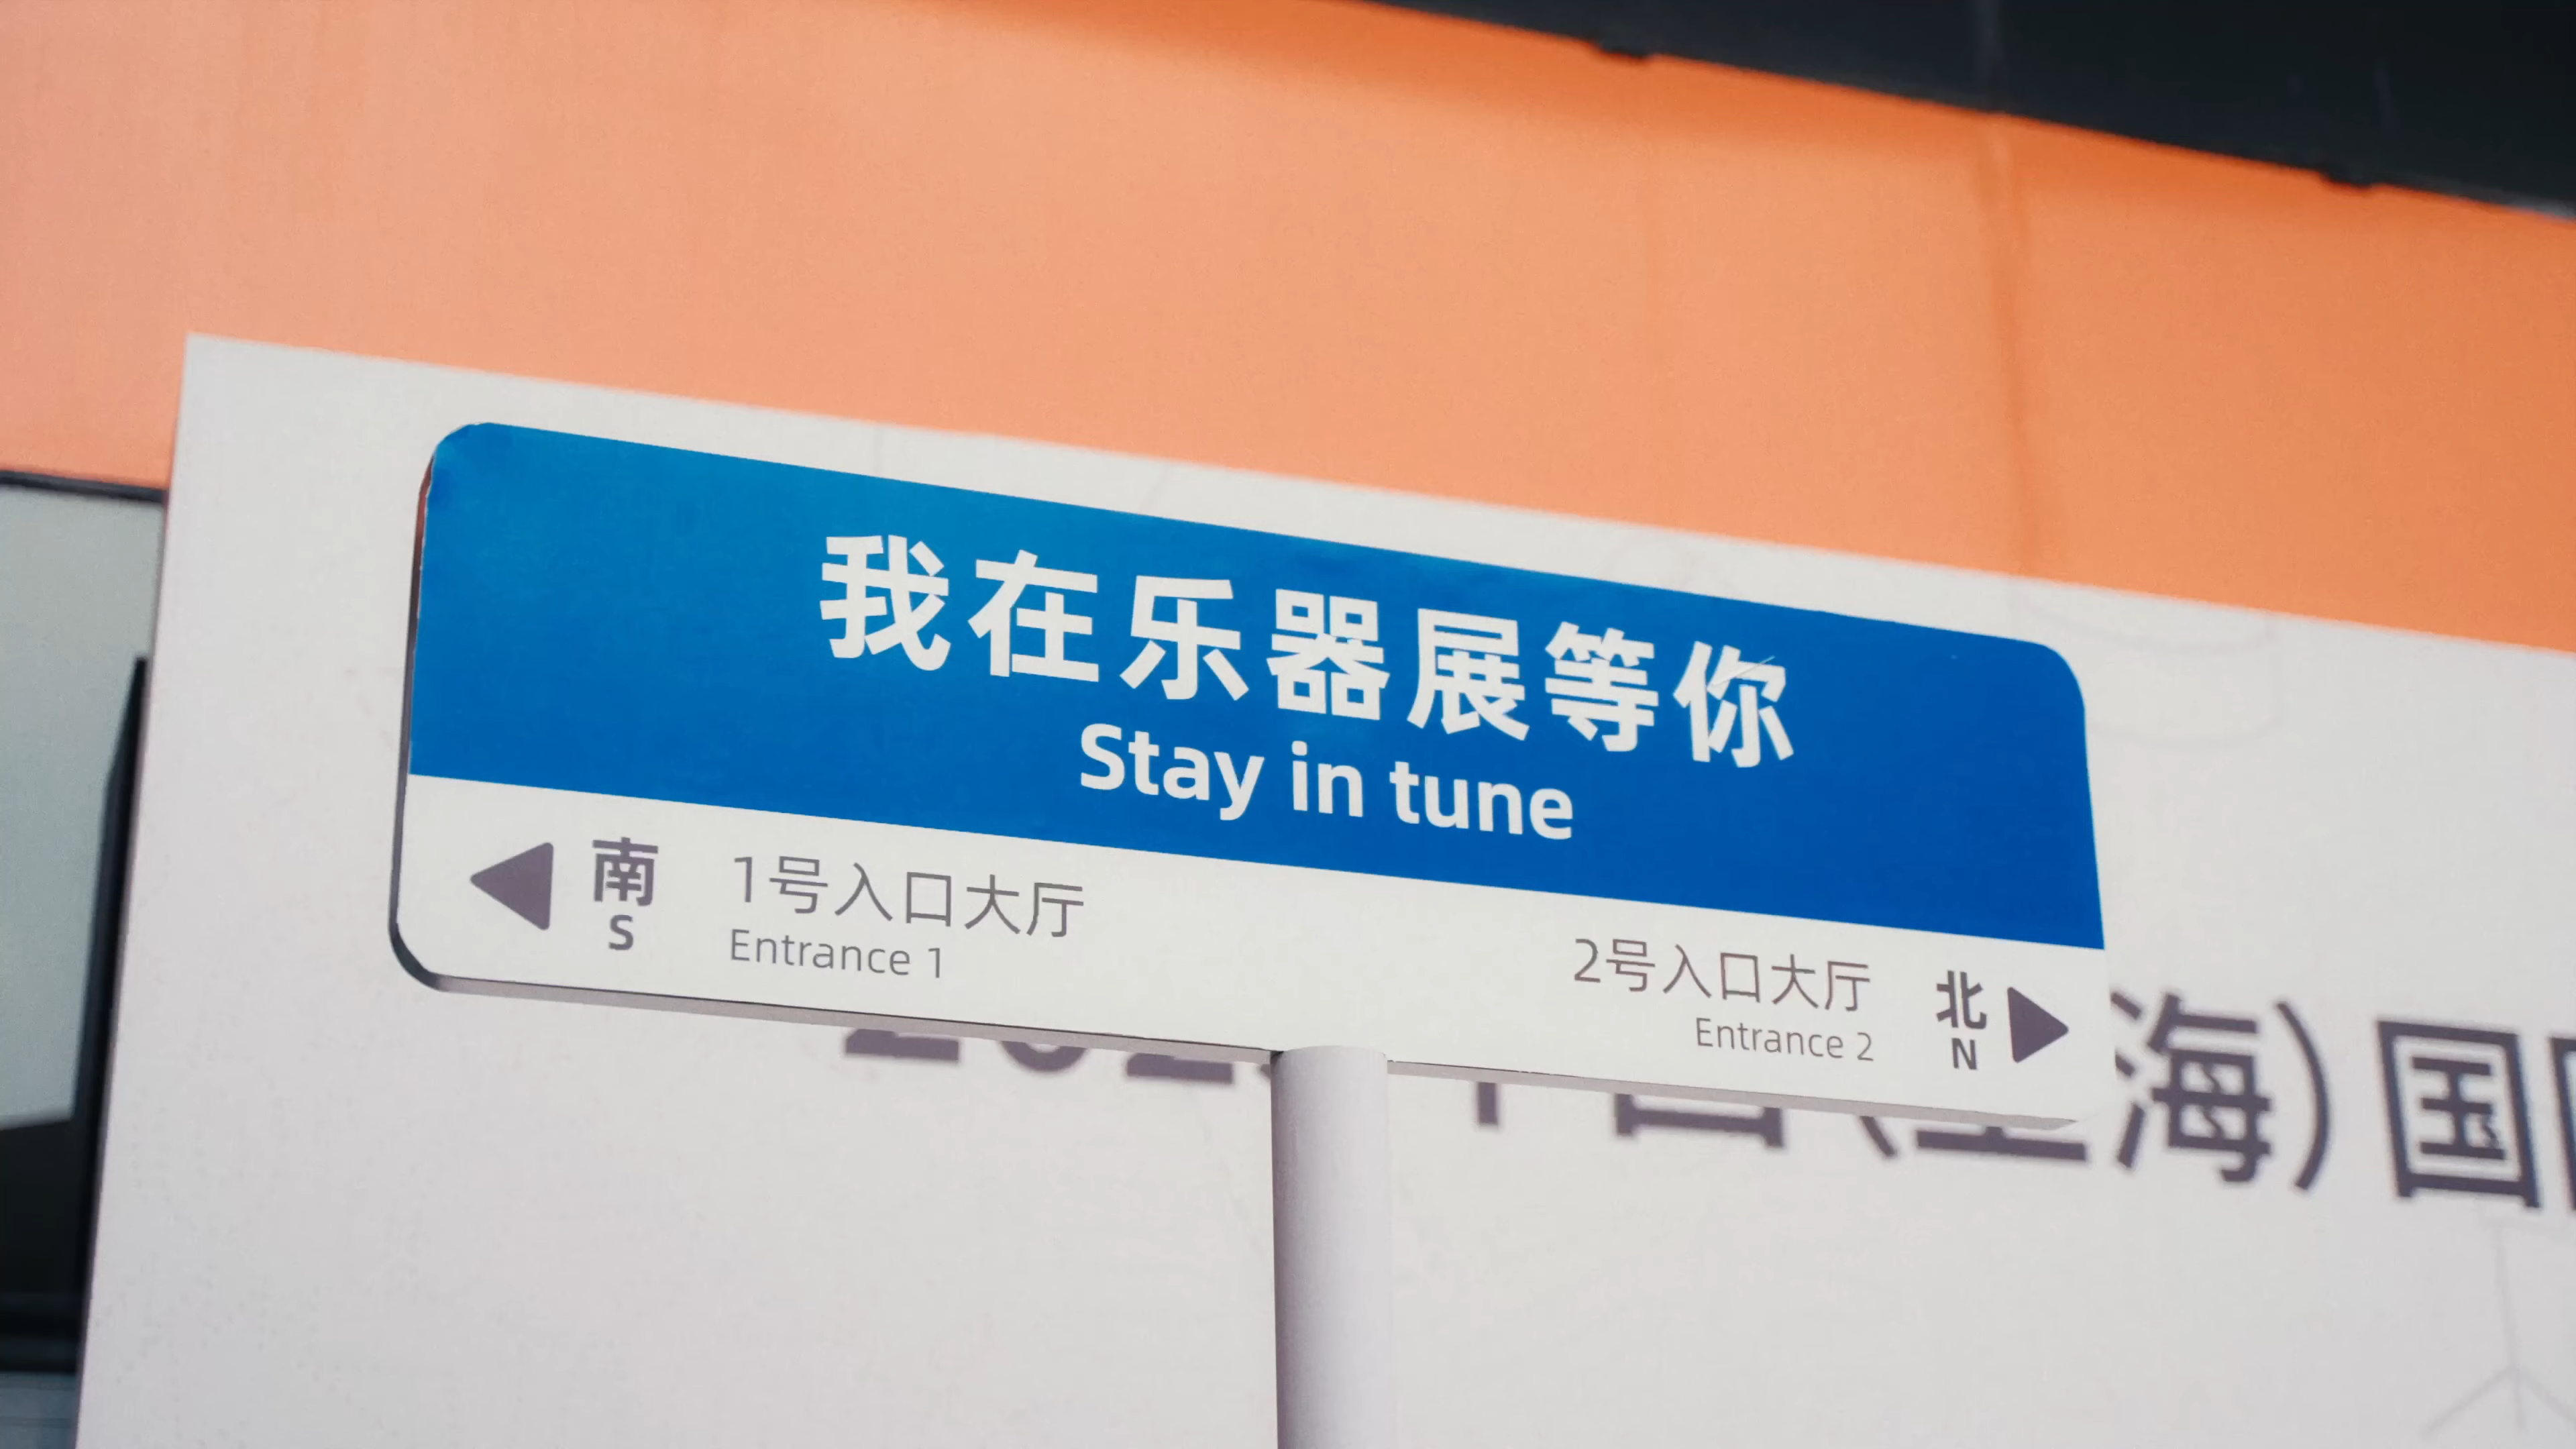 我在乐器展等你
Stay in tune
南
S
1号入口大厅
Entrance 1
2号入口大厅
Entrance 2
北
N
海）国